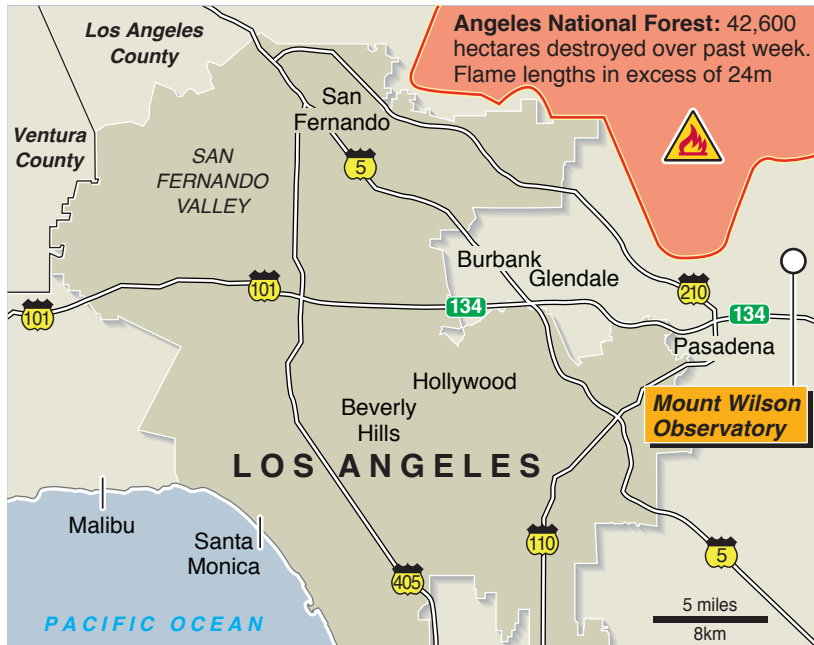 Los Angeles
County
Angeles National Forest: 42,600
hectares destroyed over past week.
Flame lengths in excess of 24m
San
Fernando
Ventura
County
SAN
FERNANDO
VALLEY
5
Burbank
Glendale
101
101
210
134
134
Pasadena
Hollywood
Beverly
Hills
Mount Wilson
Observatory
LOS ANGELES
Malibu
Santa
Monica
110
5
405
5 miles
8km
PACIFIC OCEAN